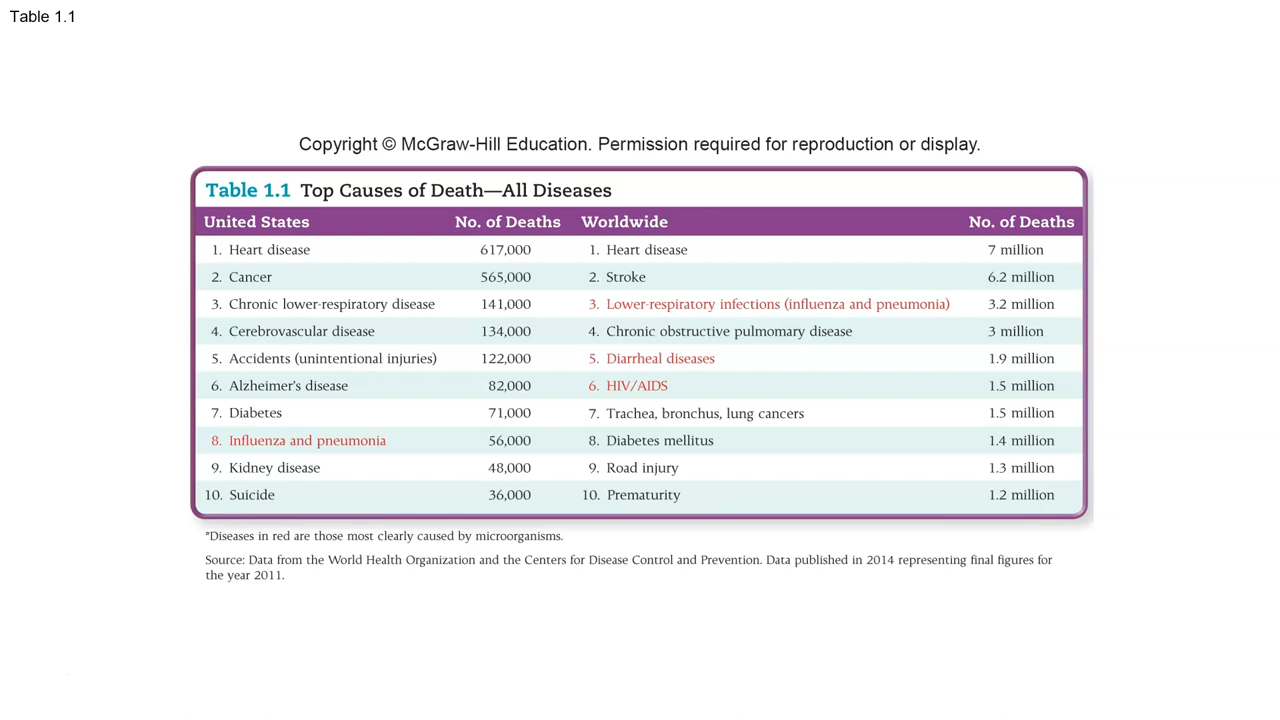 Table 1.1
Copyright © McGraw-Hill Education. Permission required for reproduction or display.
Table 1.1 Top Causes of Death—All Diseases
United States No. of Deaths Worldwide No. of Deaths
1. Heart disease 617,000 1. Heart disease 7 million
2. Cancer 565,000 2. Stroke 6.2 million
3. Chronic lower-respiratory disease 141,000 3. Lower-respiratory infections (influenza and pneumonia) 3.2 million
4. Cerebrovascular disease 134,000 4. Chronic obstructive pulmomary disease 3 million
5. Accidents (unintentional injuries) 122,000 5. Diarrheal diseases 1.9 million
6. Alzheimer's disease 82,000 6. HIV/AIDS 1.5 million
7. Diabetes 71,000 7. Trachea, bronchus, lung cancers 1.5 million
8. Influenza and pneumonia 56,000 8. Diabetes mellitus 1.4 million
9. Kidney disease 48,000 9. Road injury 1.3 million
10. Suicide 36,000 10. Prematurity 1.2 million
*Diseases in red are those most clearly caused by microorganisms.
Source: Data from the World Health Organization and the Centers for Disease Control and Prevention. Data published in 2014 representing final figures for
the year 2011.